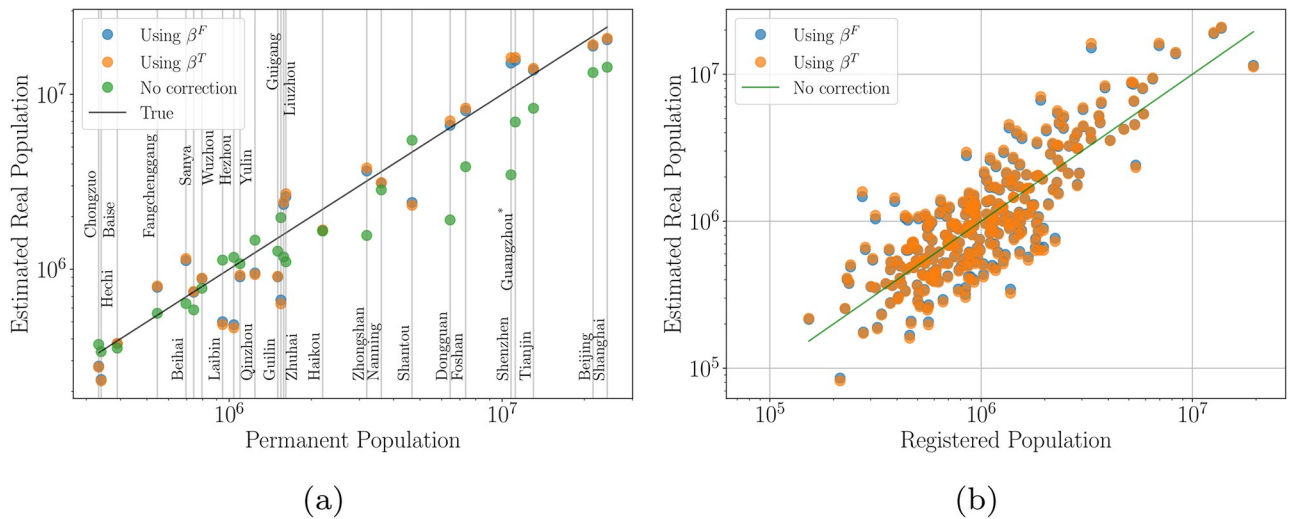 Estimated Real Population
10^7
10^6
Using β^F
Using β^T
No correction
True
Chongzuo
Baise
Hechi
Fangchenggang
Sanya
Wuzhou
Hezhou
Yulin
Guigang
Liuzhou
Beihai
Laibin
Qinzhou
Guilin
Zhuhai
Haikou
Zhongshan
Nanning
Shantou
Dongguan
Foshan
Shenzhen
Guangzhou*
Tianjin
Beijing
Shanghai
10^6 10^7
Permanent Population
(a)
Estimated Real Population
10^7
10^6
10^5
Using β^F
Using β^T
No correction
10^5 10^6 10^7
Registered Population
(b)